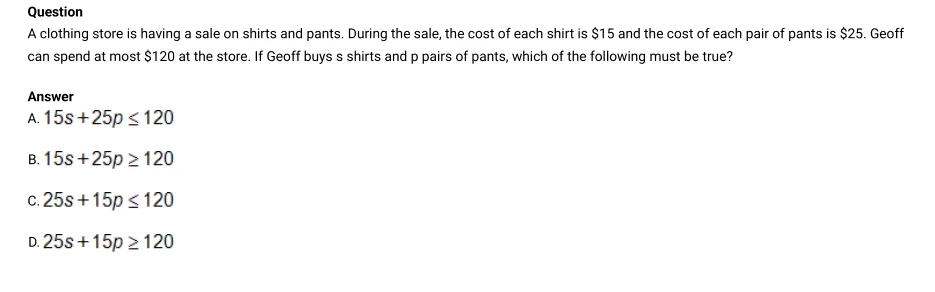 Question
A clothing store is having a sale on shirts and pants. During the sale, the cost of each shirt is $15 and the cost of each pair of pants is $25. Geoff
can spend at most $120 at the store. If Geoff buys s shirts and p pairs of pants, which of the following must be true?
Answer
A. 15s + 25p ≤ 120
B. 15s + 25p ≥ 120
C. 25s + 15p ≤ 120
D. 25s + 15p ≥ 120